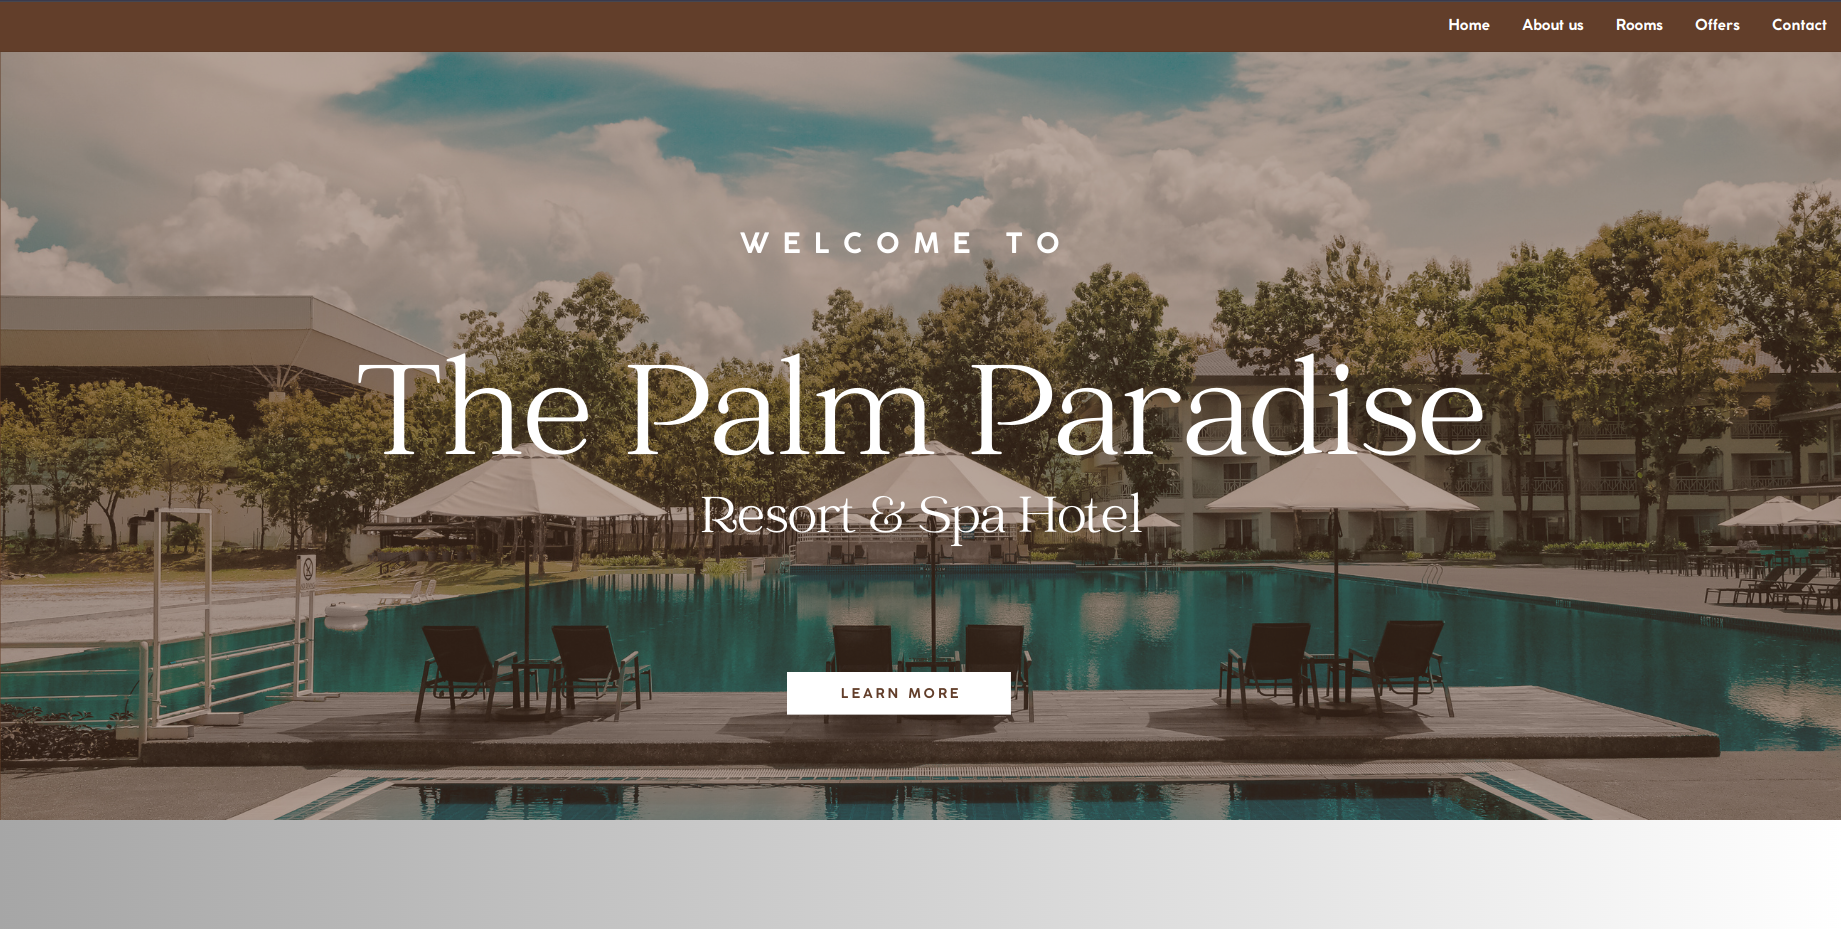 Home About us Rooms Offers Contact
WELCOME TO
The Palm Paradise
Resort & Spa Hotel
LEARN MORE